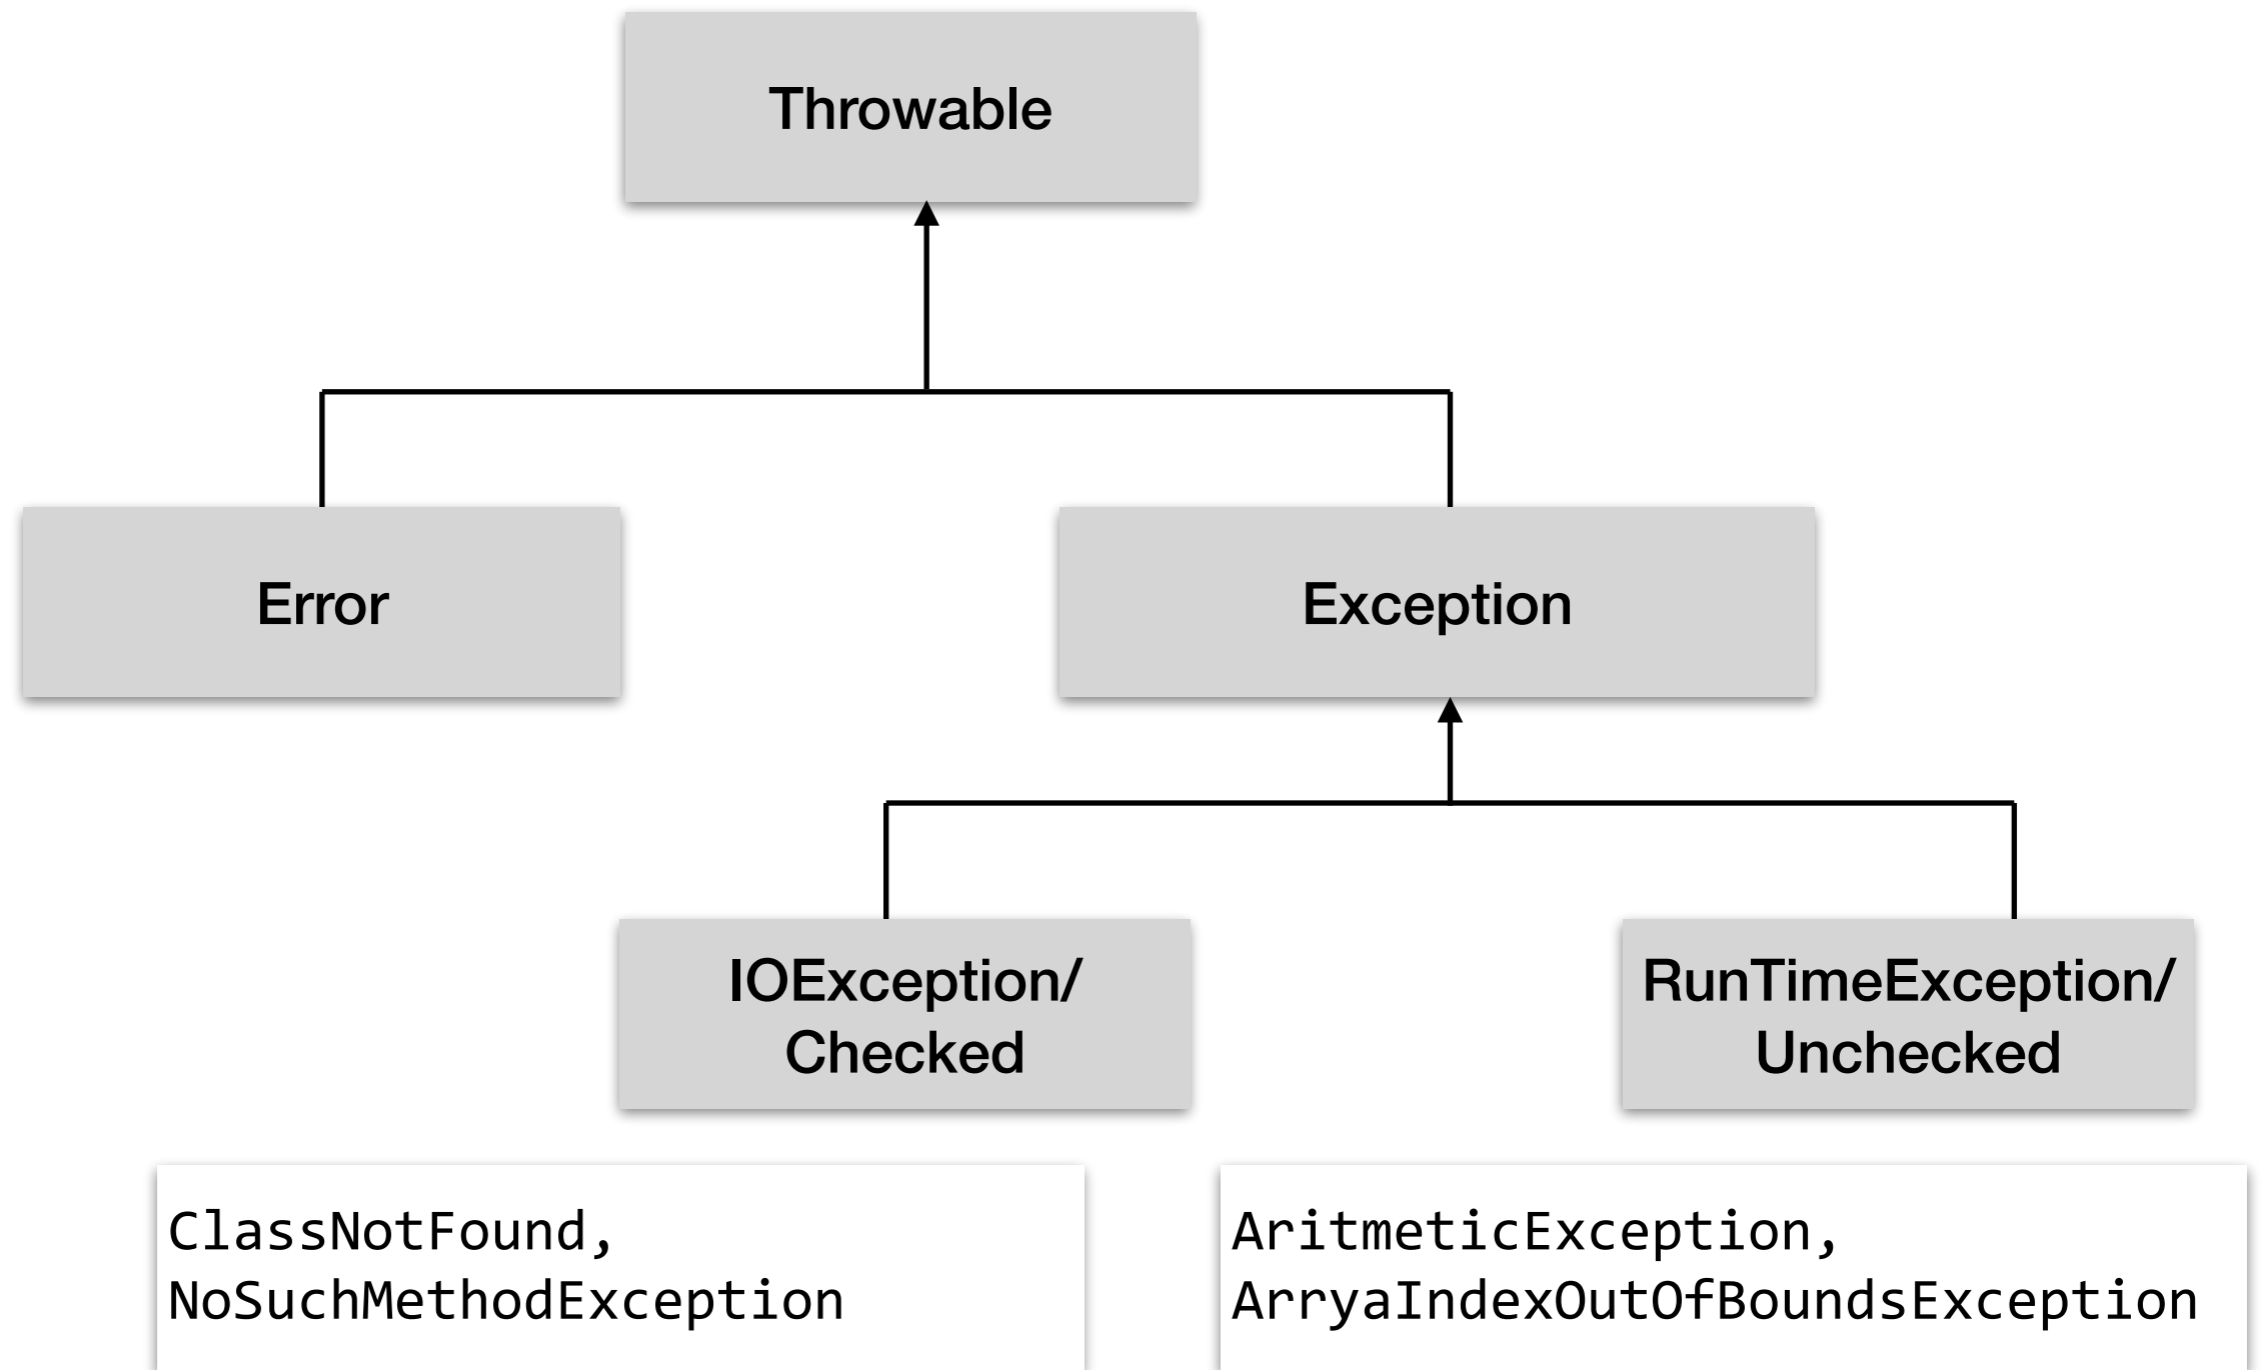 Throwable
Error
Exception
IOException/
Checked
RunTimeException/
Unchecked
ClassNotFound,
NoSuchMethodException
AritmeticException,
ArryaIndexOutOfBoundsException